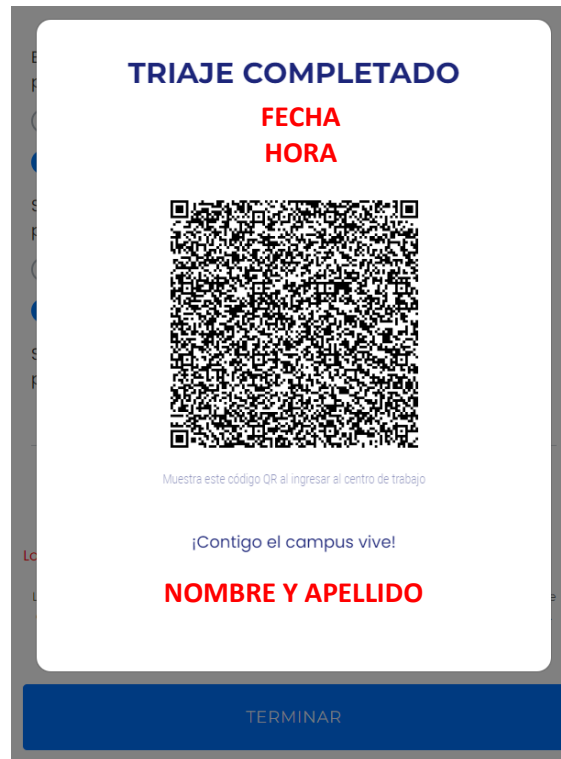 TRIAJE COMPLETADO
FECHA
HORA
Muestra este código QR al ingresar al centro de trabajo
¡Contigo el campus vive!
NOMBRE Y APELLIDO
TERMINAR